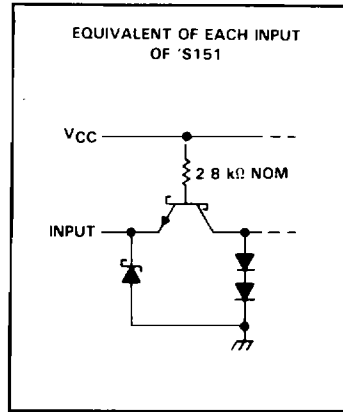 EQUIVALENT OF EACH INPUT
OF 'S151
VCC
2 8 kΩ NOM
INPUT